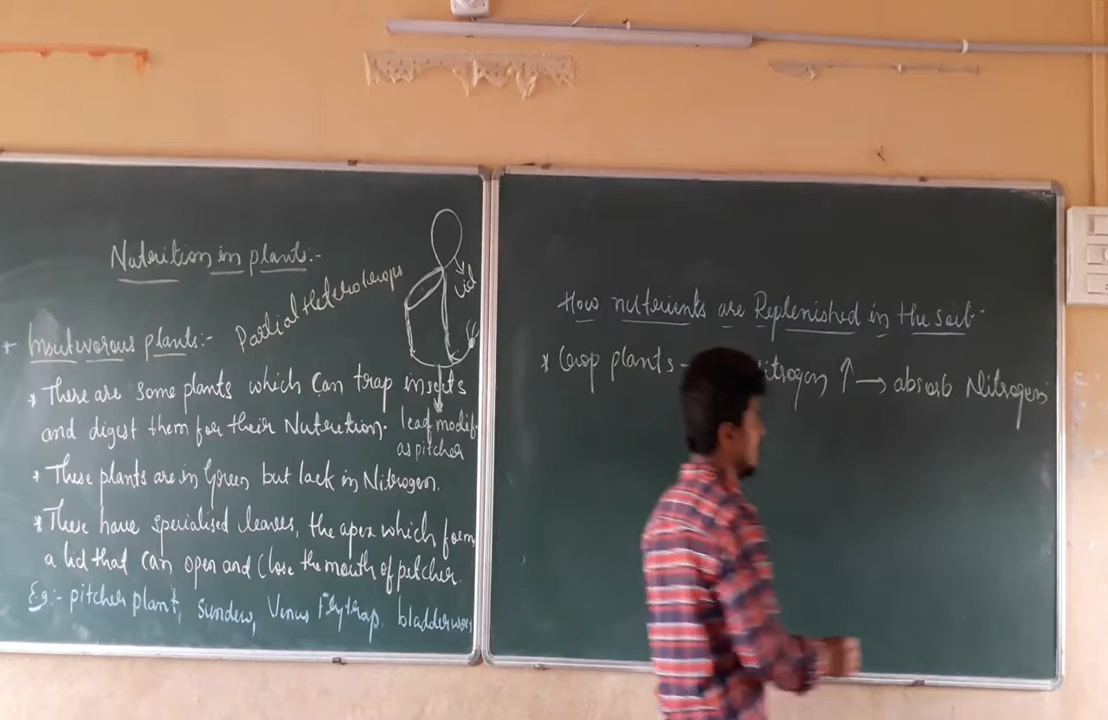 Nutrition in plants:-
Partial Heterotrops
* Insectivorous plants:-
* There are some plants which Can trap insects
and digest them for their Nutrition.
* These plants are in Green but lack in Nitrogen.
* These have specialised leaves, the apex which form
a lid that Can open and Close the mouth of pitcher.
Eg:- pitcher plant, sundew, Venus Flytrap. bladderwor
Lid
leaf modif
as pitcher
How nutrients are Replenished in the soil:-
* Crop plants - Nitrogen ↑ → absorb Nitrogen